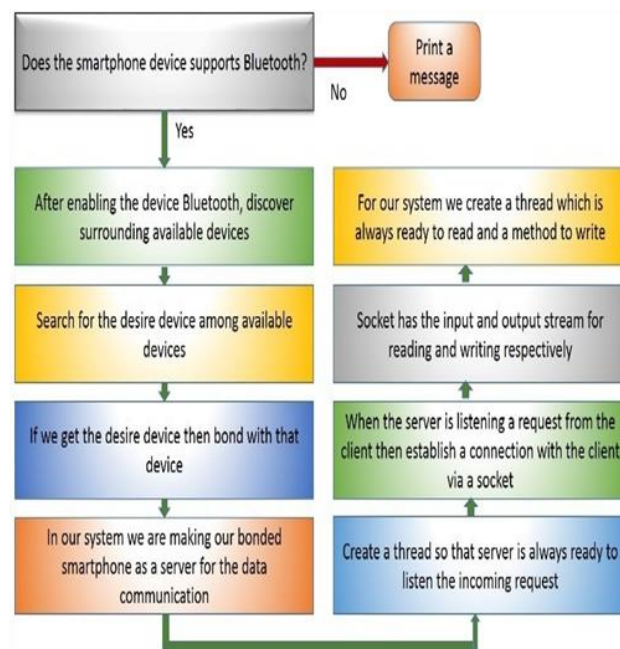 Does the smartphone device supports Bluetooth?
Print a
message
No
Yes
After enabling the device Bluetooth, discover
surrounding available devices
Search for the desire device among available
devices
If we get the desire device then bond with that
device
In our system we are making our bonded
smartphone as a server for the data
communication
Create a thread so that server is always ready to
listen the incoming request
When the server is listening a request from the
client then establish a connection with the client
via a socket
Socket has the input and output stream for
reading and writing respectively
For our system we create a thread which is
always ready to read and a method to write